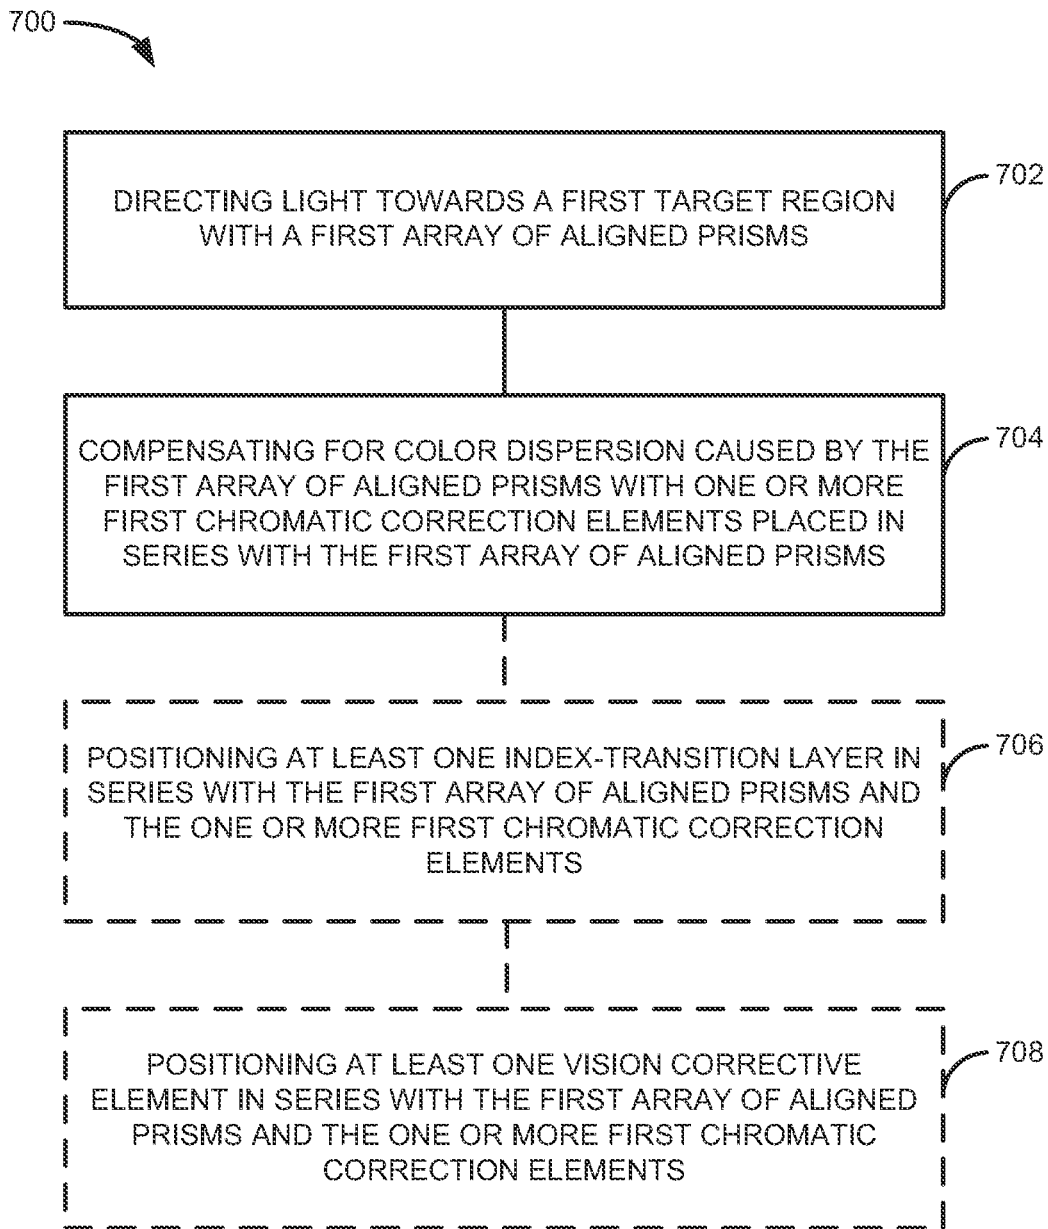 700
DIRECTING LIGHT TOWARDS A FIRST TARGET REGION
WITH A FIRST ARRAY OF ALIGNED PRISMS
702
COMPENSATING FOR COLOR DISPERSION CAUSED BY THE
FIRST ARRAY OF ALIGNED PRISMS WITH ONE OR MORE
FIRST CHROMATIC CORRECTION ELEMENTS PLACED IN
SERIES WITH THE FIRST ARRAY OF ALIGNED PRISMS
704
POSITIONING AT LEAST ONE INDEX-TRANSITION LAYER IN
SERIES WITH THE FIRST ARRAY OF ALIGNED PRISMS AND
THE ONE OR MORE FIRST CHROMATIC CORRECTION
ELEMENTS
706
POSITIONING AT LEAST ONE VISION CORRECTIVE
ELEMENT IN SERIES WITH THE FIRST ARRAY OF ALIGNED
PRISMS AND THE ONE OR MORE FIRST CHROMATIC
CORRECTION ELEMENTS
708